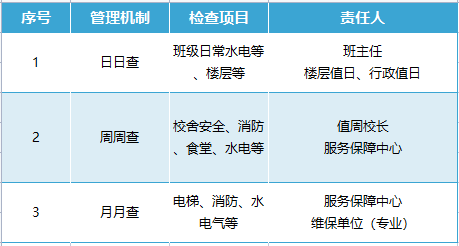 序号 管理机制 检查项目 责任人
1 日日查 班级日常水电等、楼层等 班主任
楼层值日、行政值日
2 周周查 校舍安全、消防、食堂、水电等 值周校长
服务保障中心
3 月月查 电梯、消防、水电气等 服务保障中心
维保单位（专业）